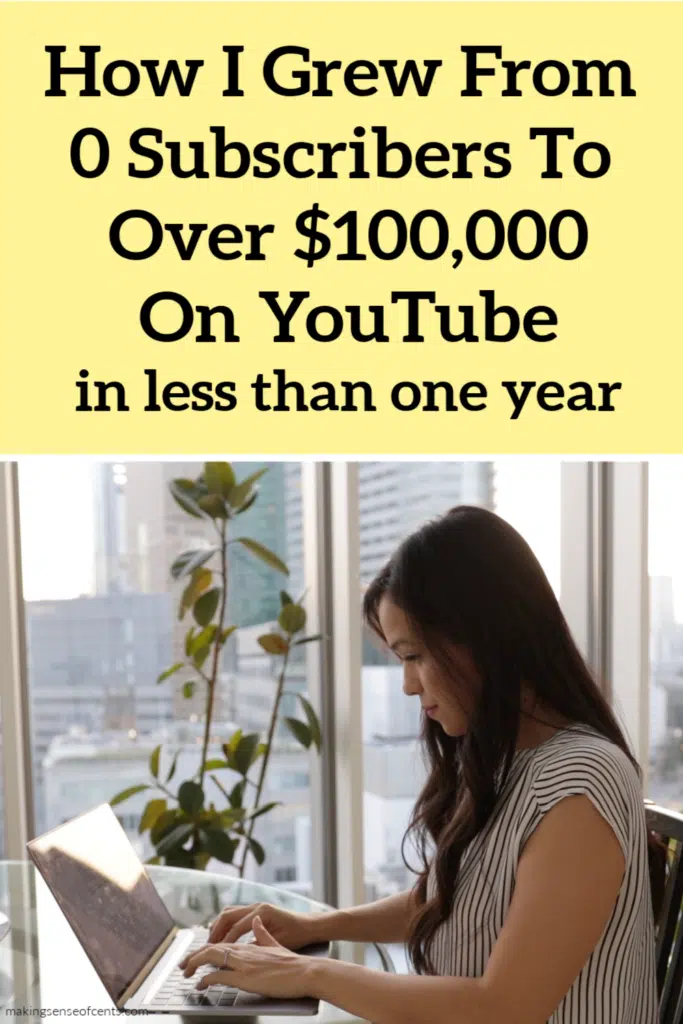 How I Grew From
0 Subscribers To
Over $100,000
On YouTube
in less than one year
makingsenseofcents.com